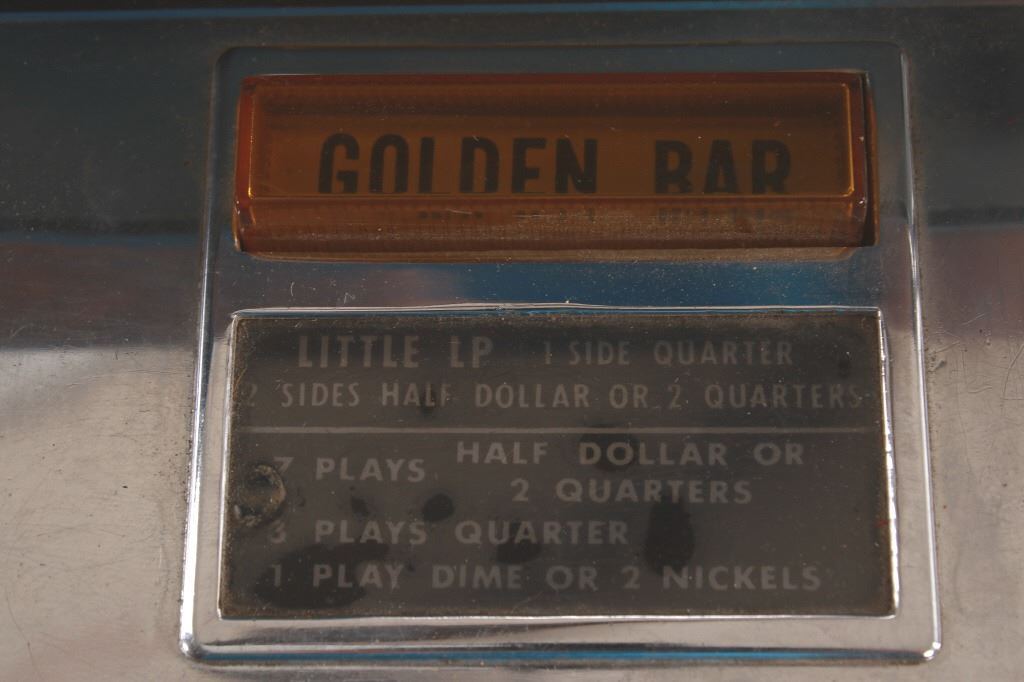 GOLDEN BAR
LITTLE LP 1 SIDE QUARTER
2 SIDES HALF DOLLAR OR 2 QUARTERS
7 PLAYS HALF DOLLAR OR
2 QUARTERS
3 PLAYS QUARTER
1 PLAY DIME OR 2 NICKELS